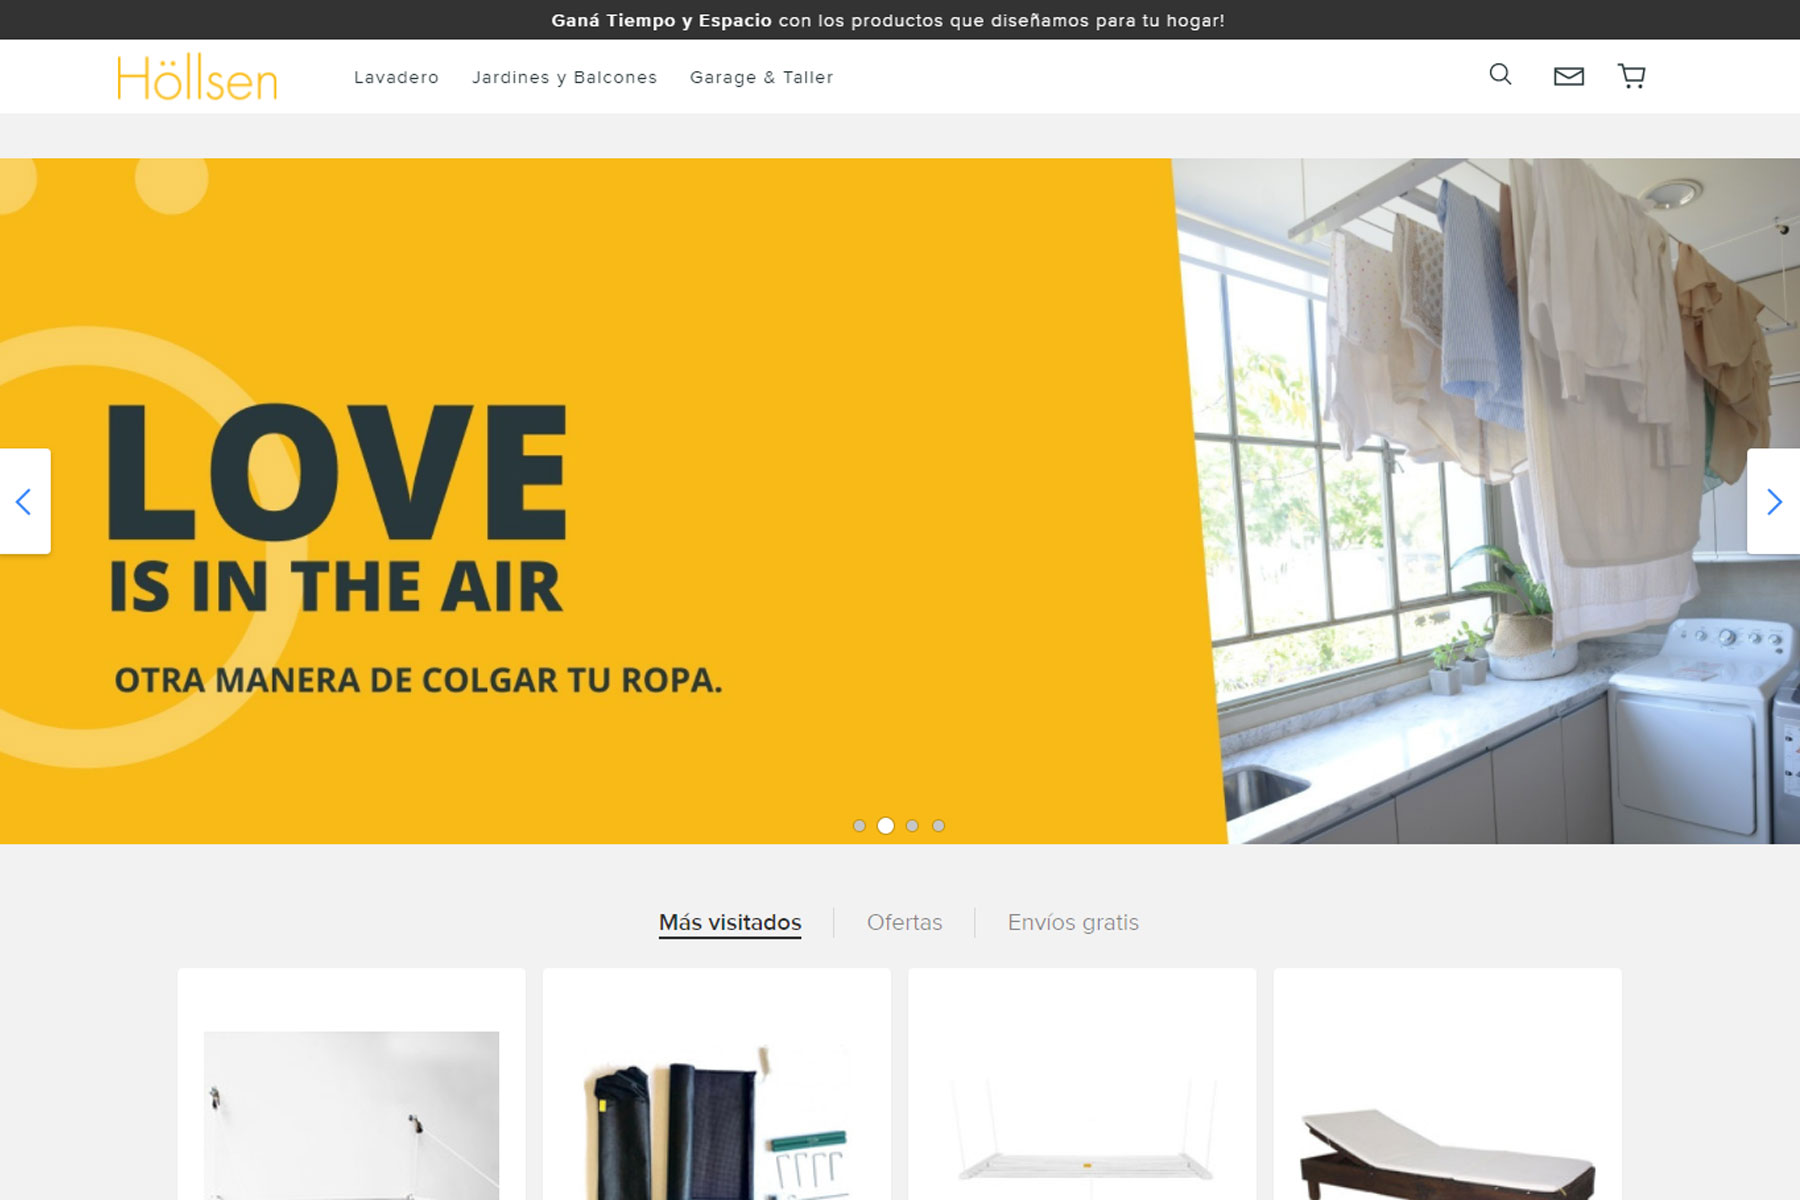 Ganá Tiempo y Espacio con los productos que diseñamos para tu hogar!
Höllsen
Lavadero
Jardines y Balcones
Garage & Taller
LOVE
IS IN THE AIR
OTRA MANERA DE COLGAR TU ROPA.
Más visitados
Ofertas
Envíos gratis